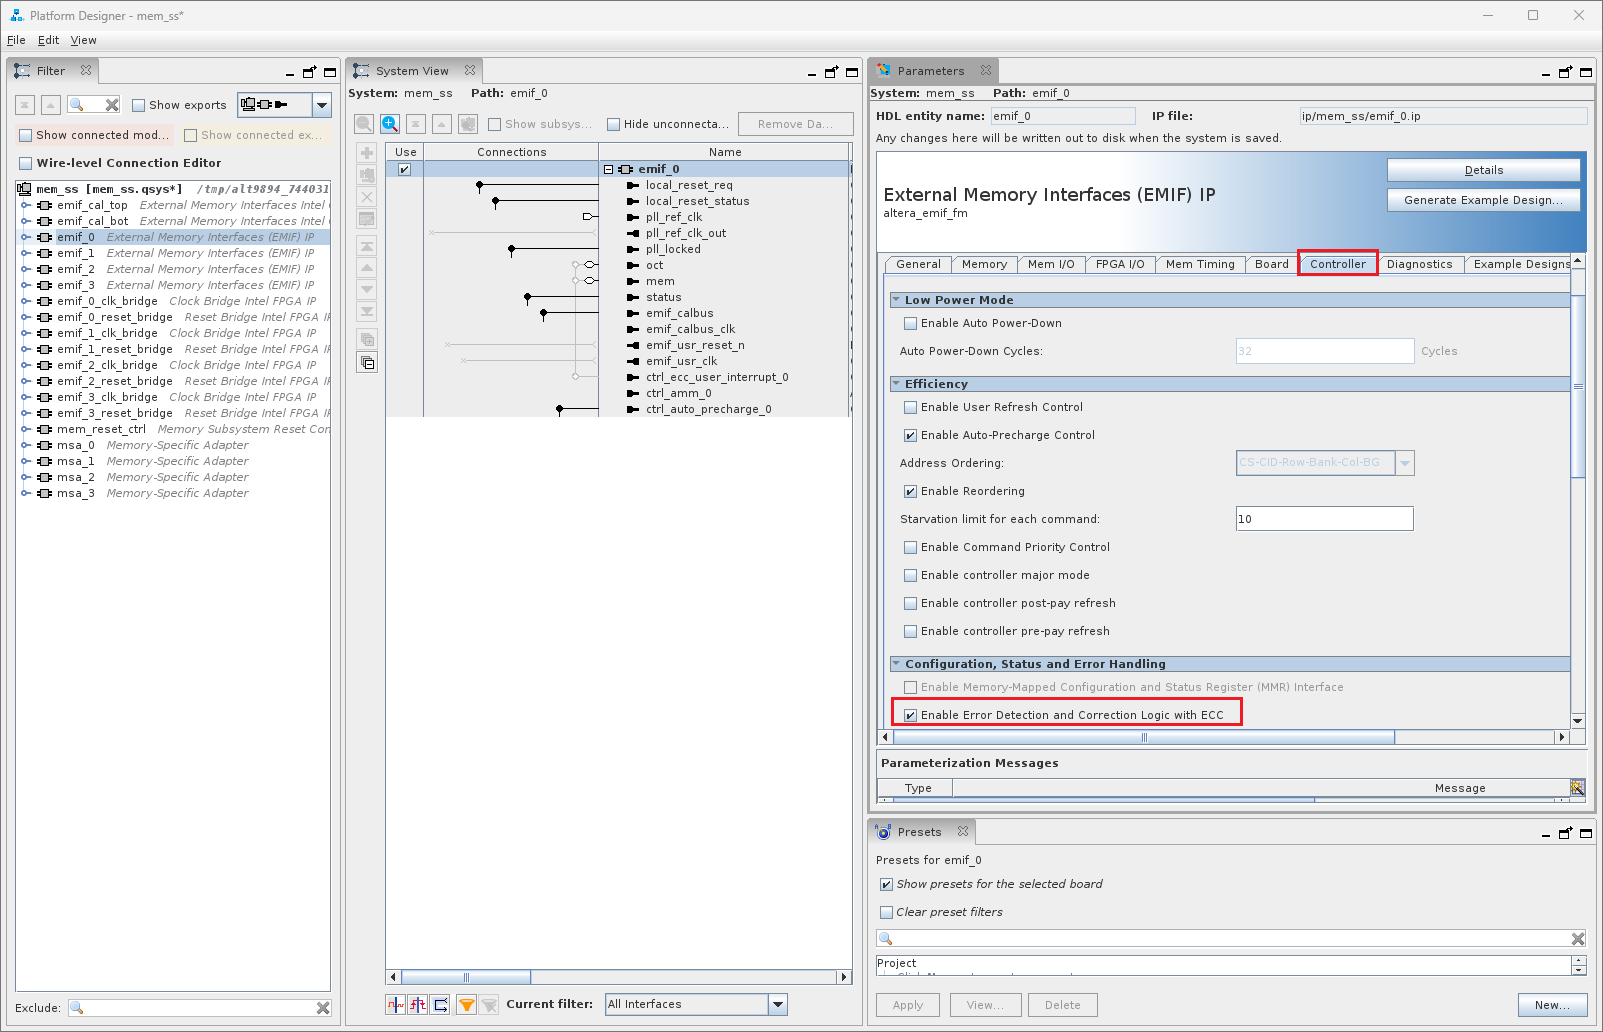 Platform Designer - mem_ss*
File Edit View
Filter
Show exports
Show connected mod...
Show connected ex...
Wire-level Connection Editor
mem_ss [mem_ss.qsys*] /tmp/alt9894_744031
emif_cal_top External Memory Interfaces Intel
emif_cal_bot External Memory Interfaces Intel
emif_0 External Memory Interfaces (EMIF) IP
emif_1 External Memory Interfaces (EMIF) IP
emif_2 External Memory Interfaces (EMIF) IP
emif_3 External Memory Interfaces (EMIF) IP
emif_0_clk_bridge Clock Bridge Intel FPGA IP
emif_0_reset_bridge Reset Bridge Intel FPGA IP
emif_1_clk_bridge Clock Bridge Intel FPGA IP
emif_1_reset_bridge Reset Bridge Intel FPGA IP
emif_2_clk_bridge Clock Bridge Intel FPGA IP
emif_2_reset_bridge Reset Bridge Intel FPGA IP
emif_3_clk_bridge Clock Bridge Intel FPGA IP
emif_3_reset_bridge Reset Bridge Intel FPGA IP
mem_reset_ctrl Memory Subsystem Reset Con
msa_0 Memory-Specific Adapter
msa_1 Memory-Specific Adapter
msa_2 Memory-Specific Adapter
msa_3 Memory-Specific Adapter
Exclude:
System View
System: mem_ss Path: emif_0
Show subsys...
Hide unconnecta...
Remove Da...
Use Connections Name
emif_0
local_reset_req
local_reset_status
pll_ref_clk
pll_ref_clk_out
pll_locked
oct
mem
status
emif_calbus
emif_calbus_clk
emif_usr_reset_n
emif_usr_clk
ctrl_ecc_user_interrupt_0
ctrl_amm_0
ctrl_auto_precharge_0
Current filter: All Interfaces
Parameters
System: mem_ss Path: emif_0
HDL entity name: emif_0 IP file: ip/mem_ss/emif_0.ip
Any changes here will be written out to disk when the system is saved.
External Memory Interfaces (EMIF) IP
altera_emif_fm
Details
Generate Example Design...
General Memory Mem I/O FPGA I/O Mem Timing Board Controller Diagnostics Example Designs
Low Power Mode
Enable Auto Power-Down
Auto Power-Down Cycles: 32 Cycles
Efficiency
Enable User Refresh Control
Enable Auto-Precharge Control
Address Ordering: CS-CID-Row-Bank-Col-BG
Enable Reordering
Starvation limit for each command: 10
Enable Command Priority Control
Enable controller major mode
Enable controller post-pay refresh
Enable controller pre-pay refresh
Configuration, Status and Error Handling
Enable Memory-Mapped Configuration and Status Register (MMR) Interface
Enable Error Detection and Correction Logic with ECC
Parameterization Messages
Type Message
Presets
Presets for emif_0
Show presets for the selected board
Clear preset filters
Project
Apply View... Delete New...